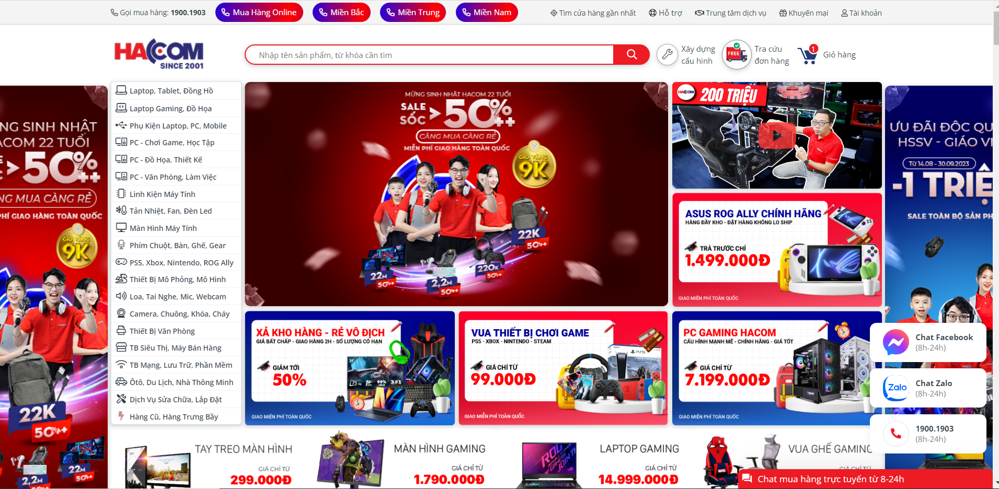 Gọi mua hàng: 1900.1903
Mua Hàng Online
Miền Bắc
Miền Trung
Miền Nam
Tìm cửa hàng gần nhất
Hỗ trợ
Trung tâm dịch vụ
Khuyến mại
Tài khoản
HACOM
SINCE 2001
Nhập tên sản phẩm, từ khóa cần tìm
Xây dựng
cấu hình
FREE
Tra cứu
đơn hàng
1
Giỏ hàng
NG SINH NHẬT
ACOM 22 TUỔI
>50%++
NG MUA CÀNG RẺ
PHÍ GIAO HÀNG TOÀN QUỐC
GIỜ VÀNG
9K
22K
50%++
22M
50%++
2,2M
50%++
Laptop, Tablet, Đồng Hồ
Laptop Gaming, Đồ Họa
Phụ Kiện Laptop, PC, Mobile
PC - Chơi Game, Học Tập
PC - Đồ Họa, Thiết Kế
PC - Văn Phòng, Làm Việc
Linh Kiện Máy Tính
Tản Nhiệt, Fan, Đèn Led
Màn Hình Máy Tính
Phím Chuột, Bàn, Ghế, Gear
PS5, Xbox, Nintendo, ROG Ally
Thiết Bị Mô Phỏng, Mô Hình
Loa, Tai Nghe, Mic, Webcam
Camera, Chuông, Khóa, Cháy
Thiết Bị Văn Phòng
TB Siêu Thị, Máy Bán Hàng
TB Mạng, Lưu Trữ, Phần Mềm
Ôtô, Du Lịch, Nhà Thông Minh
Dịch Vụ Sửa Chữa, Lắp Đặt
Hàng Cũ, Hàng Trưng Bầy
MỪNG SINH NHẬT HACOM 22 TUỔI
SALE
SỐC >50%++
CÀNG MUA CÀNG RẺ
MIỄN PHÍ GIAO HÀNG TOÀN QUỐC
GIỜ VÀNG
9K
22K
50%++
22M
50%++
2,2M
50%++
220K
50%++
HACOM
200 TRIỆU
ASUS ROG ALLY CHÍNH HÃNG
HÀNG ĐẦY KHO - ĐẶT HÀNG KHÔNG LO SHIP
TRẢ TRƯỚC CHỈ
1.499.000Đ
GIAO MIỄN PHÍ TOÀN QUỐC
XẢ KHO HÀNG - RẺ VÔ ĐỊCH
GIÁ BẤT CHẤP - GIAO HÀNG 2H - SỐ LƯỢNG CÓ HẠN
GIẢM TỚI
50%
24"
75 Hz
1ms
99%
sRGB
351
GIAO MIỄN PHÍ TOÀN QUỐC
VUA THIẾT BỊ CHƠI GAME
PS5 - XBOX - NINTENDO - STEAM
GIÁ CHỈ TỪ
99.000Đ
PS5
GIAO MIỄN PHÍ TOÀN QUỐC
PC GAMING HACOM
CẤU HÌNH MẠNH MẼ - CHÍNH HÃNG - GIÁ TỐT
GIÁ CHỈ TỪ
7.199.000Đ
GIAO MIỄN PHÍ TOÀN QUỐC
ƯU ĐÃI ĐỘC QU
HSSV - GIÁO VI
TỪ 14.08 - 30.09.2023
-1 TRIỆ
SALE TOÀN BỘ SẢN PH
Chat Facebook
(8h-24h)
Zalo
Chat Zalo
(8h-24h)
1900.1903
(8h-24h)
TAY TREO MÀN HÌNH
GIÁ CHỈ TỪ
299.000Đ
MÀN HÌNH GAMING
GIÁ CHỈ TỪ
1.790.000Đ
LAPTOP GAMING
GIÁ CHỈ TỪ
14.999.000Đ
VUA GHẾ GAMING
GIÁ CHỈ TỪ
Chat mua hàng trực tuyến từ 8-24h